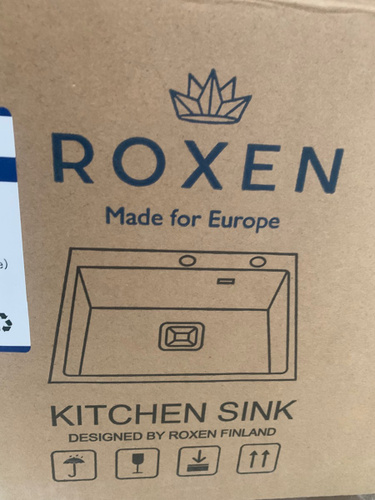 ROXEN
Made for Europe
e)
KITCHEN SINK
DESIGNED BY ROXEN FINLAND